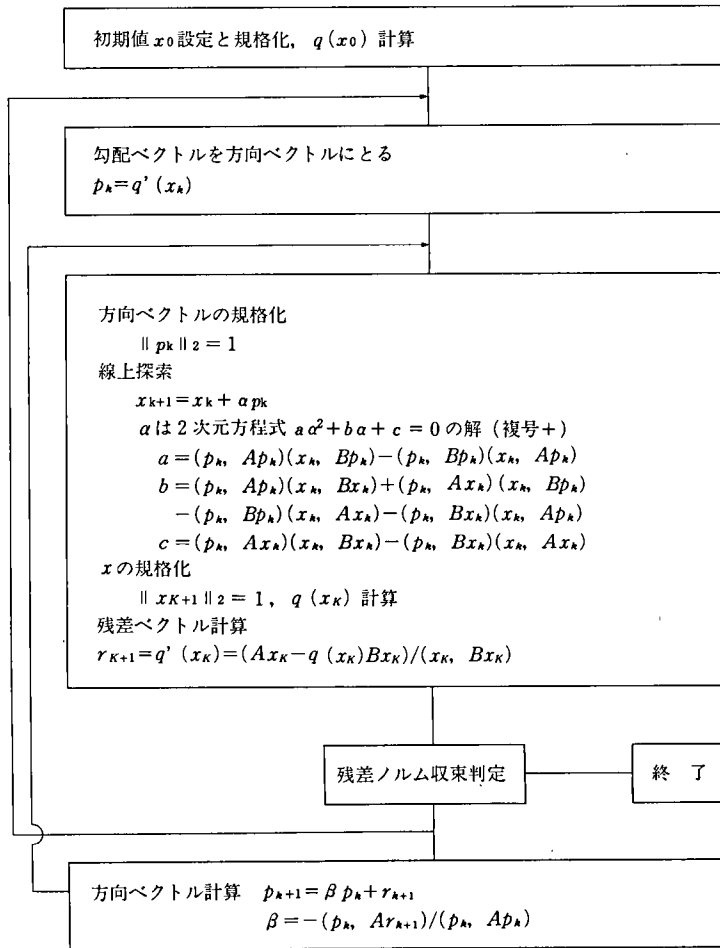 初期値 x0 設定と規格化, q(x0) 計算
勾配ベクトルを方向ベクトルにとる
pk=q'(xk)
方向ベクトルの規格化
‖pk‖2=1
線上探索
xk+1=xk+αpk
αは2次元方程式 aα²+bα+c=0の解(複号+)
a=(pk, Apk)(xk, Bpk)−(pk, Bpk)(xk, Apk)
b=(pk, Apk)(xk, Bxk)+(pk, Axk)(xk, Bpk)
−(pk, Bpk)(xk, Axk)−(pk, Bxk)(xk, Apk)
c=(pk, Axk)(xk, Bxk)−(pk, Bxk)(xk, Axk)
xの規格化
‖xK+1‖2=1, q(xK) 計算
残差ベクトル計算
rK+1=q'(xK)=(AxK−q(xK)BxK)/(xK, BxK)
残差ノルム収束判定
終 了
方向ベクトル計算 pk+1=βpk+rk+1
β=−(pk, Ark+1)/(pk, Apk)